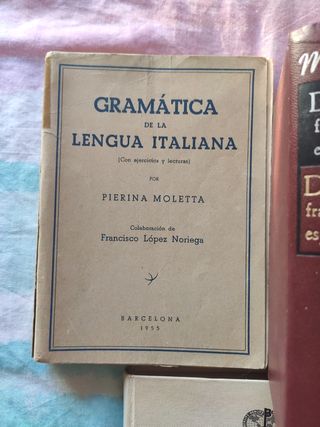 GRAMÁTICA
DE LA
LENGUA ITALIANA
(Con ejercicios y lecturas)
POR
PIERINA MOLETTA
Colaboración de
Francisco López Noriega
BARCELONA
1955